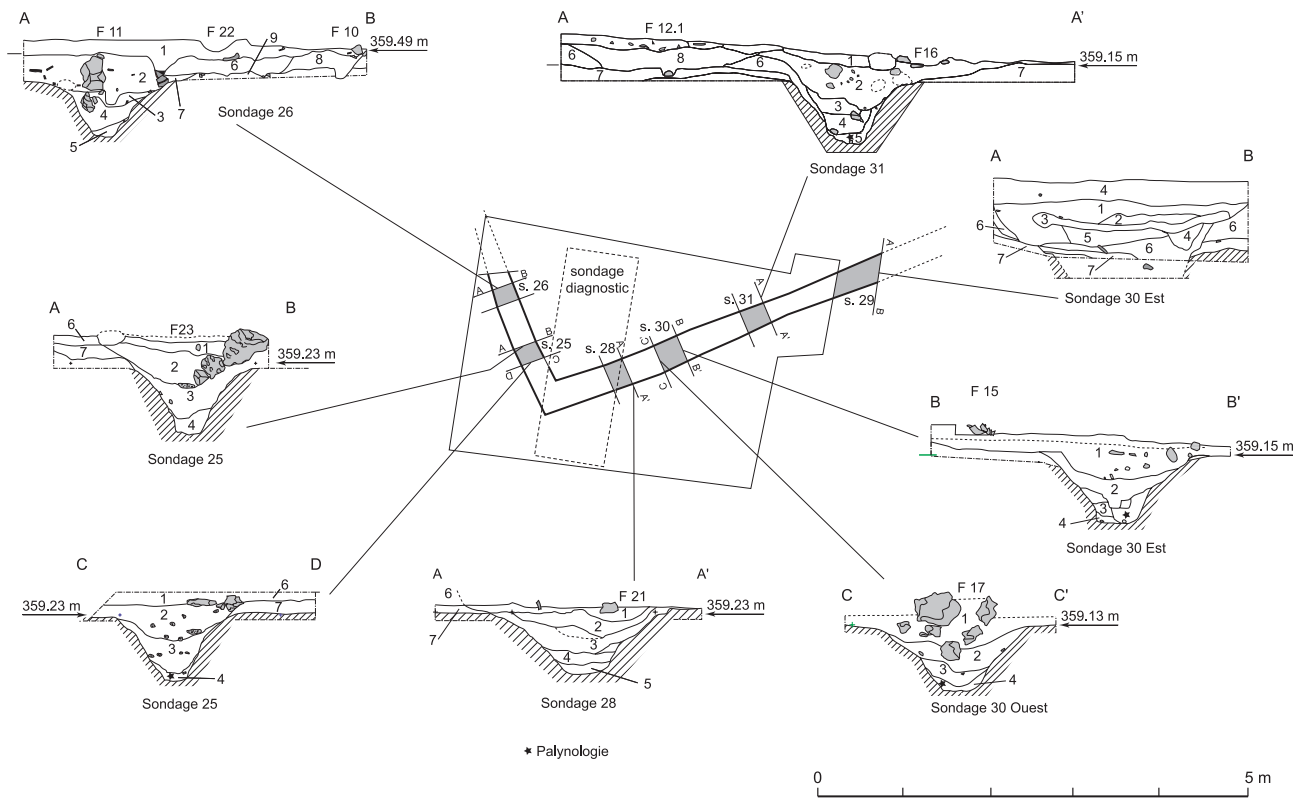 A B
F 11 F 22 9 F 10
1 359.49 m
2 6 8
4 3 7
5
Sondage 26
A A'
F 12.1 F16
6 8 6 1 359.15 m
7 2 7
3
4
5
Sondage 31
A B
4
1
3 2
6 5 4 6
7 7 6
Sondage 30 Est
A B
6 F23
7 1
2 359.23 m
3
4
Sondage 25
sondage
diagnostic
A B
s. 26
A B
s. 25
D C
s. 28
A A'
s. 30
B B'
C C'
s. 31
A A'
s. 29
A B
F 15
B B'
1 359.15 m
2
3
4
Sondage 30 Est
C D
1 6
359.23 m 2 7
3
4
Sondage 25
A A'
6 F 21
7 1 359.23 m
2
3
4
5
Sondage 28
C F 17 C'
1 359.13 m
2
3 4
Sondage 30 Ouest
★ Palynologie
0 5 m